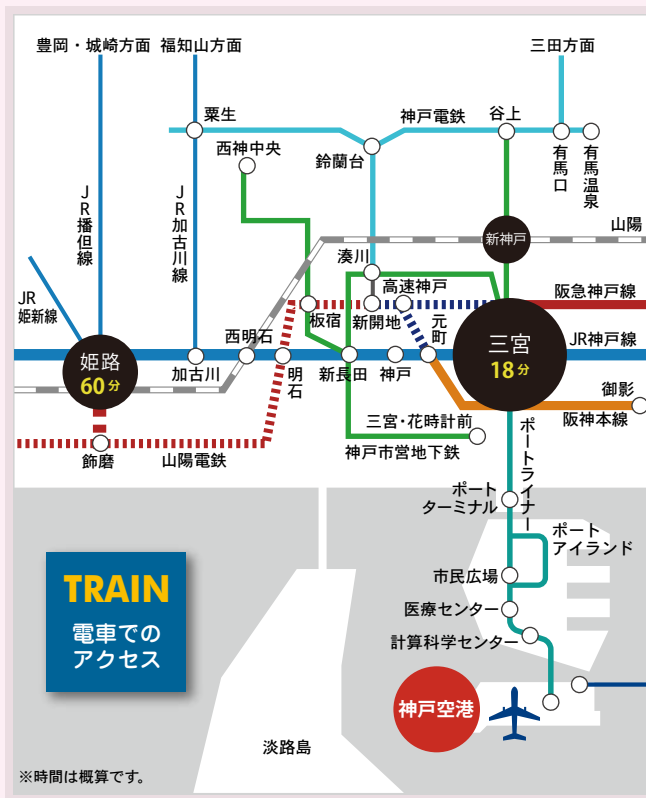 豊岡・城崎方面
福知山方面
三田方面
粟生
神戸電鉄
谷上
西神中央
鈴蘭台
有馬口
有馬温泉
JR播但線
JR加古川線
新神戸
山陽
湊川
高速神戸
阪急神戸線
JR
姫新線
板宿
新開地
元町
西明石
三宮
18分
JR神戸線
姫路
60分
加古川
明石
新長田
神戸
御影
三宮・花時計前
阪神本線
飾磨
山陽電鉄
神戸市営地下鉄
ポートライナー
ポート
ターミナル
ポート
アイランド
TRAIN
電車での
アクセス
市民広場
医療センター
計算科学センター
神戸空港
淡路島
※時間は概算です。